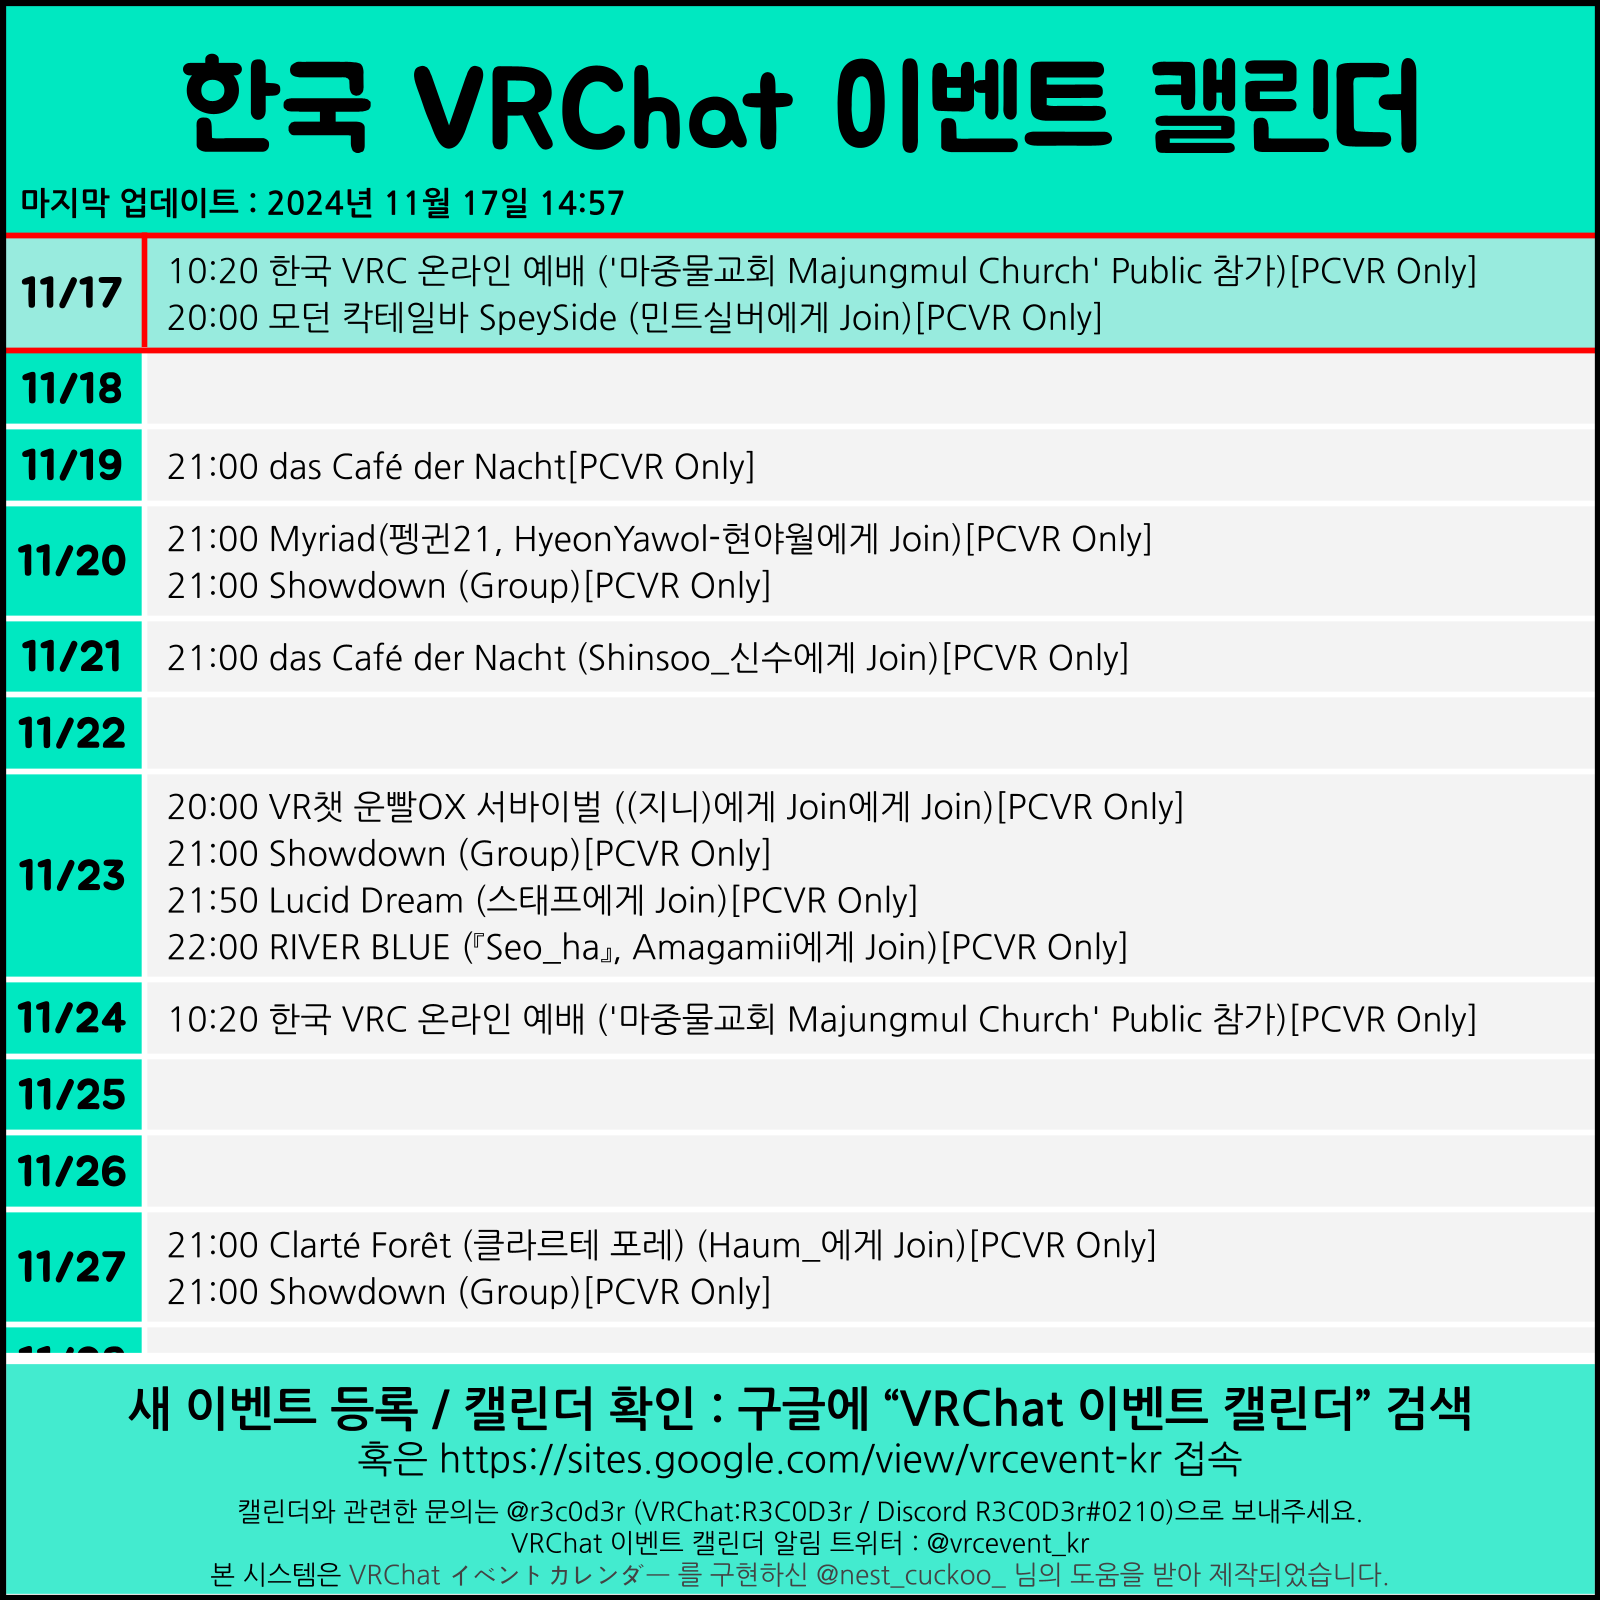 한국 VRChat 이벤트 캘린더
마지막 업데이트 : 2024년 11월 17일 14:57
11/17
10:20 한국 VRC 온라인 예배 ('마중물교회 Majungmul Church' Public 참가)[PCVR Only]
20:00 모던 칵테일바 SpeySide (민트실버에게 Join)[PCVR Only]
11/18
11/19
21:00 das Café der Nacht[PCVR Only]
11/20
21:00 Myriad(펭귄21, HyeonYawol-현야월에게 Join)[PCVR Only]
21:00 Showdown (Group)[PCVR Only]
11/21
21:00 das Café der Nacht (Shinsoo_신수에게 Join)[PCVR Only]
11/22
11/23
20:00 VR챗 운빨OX 서바이벌 ((지니)에게 Join에게 Join)[PCVR Only]
21:00 Showdown (Group)[PCVR Only]
21:50 Lucid Dream (스태프에게 Join)[PCVR Only]
22:00 RIVER BLUE (『Seo_ha』, Amagamii에게 Join)[PCVR Only]
11/24
10:20 한국 VRC 온라인 예배 ('마중물교회 Majungmul Church' Public 참가)[PCVR Only]
11/25
11/26
11/27
21:00 Clarté Forêt (클라르테 포레) (Haum_에게 Join)[PCVR Only]
21:00 Showdown (Group)[PCVR Only]
새 이벤트 등록 / 캘린더 확인 : 구글에 “VRChat 이벤트 캘린더” 검색
혹은 https://sites.google.com/view/vrcevent-kr 접속
캘린더와 관련한 문의는 @r3c0d3r (VRChat:R3C0D3r / Discord R3C0D3r#0210)으로 보내주세요.
VRChat 이벤트 캘린더 알림 트위터 : @vrcevent_kr
본 시스템은 VRChat イベントカレンダー 를 구현하신 @nest_cuckoo_ 님의 도움을 받아 제작되었습니다.